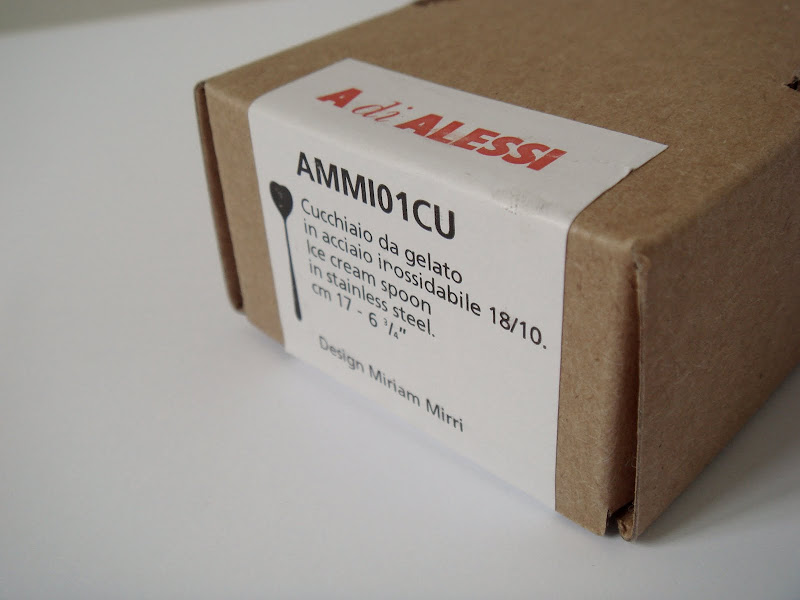 A di ALESSI
AMMI01CU
Cucchiaio da gelato
in acciaio inossidabile 18/10.
Ice cream spoon
in stainless steel.
cm 17 - 6 ¾"
Design Miriam Mirri